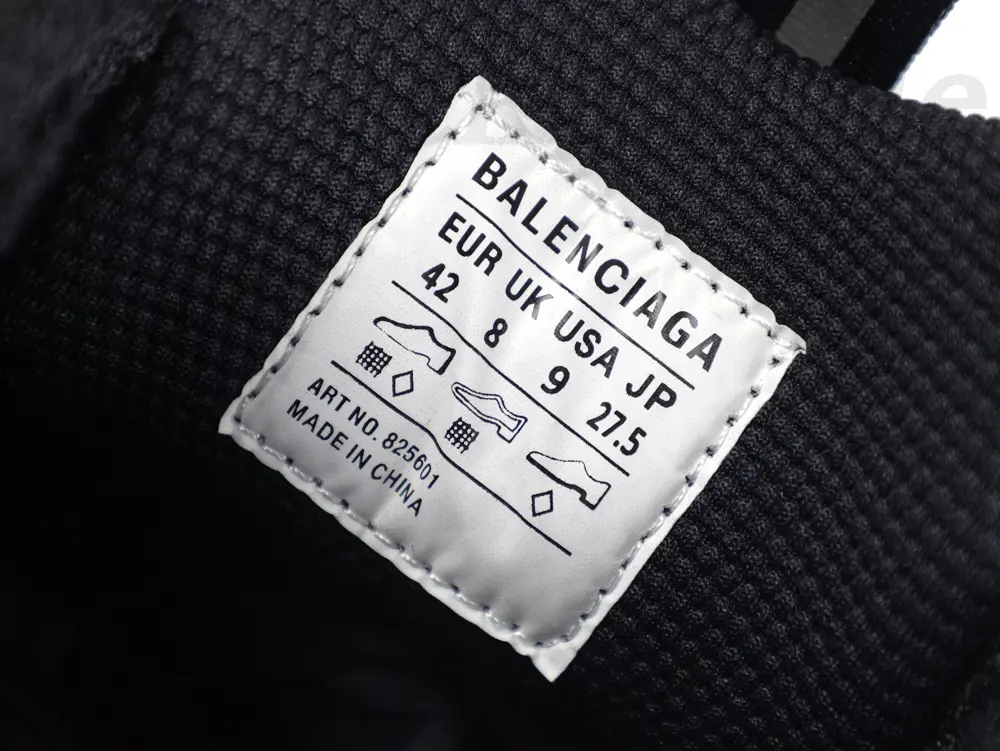 BALENCIAGA
EUR UK USA JP
42 8 9 27.5
ART NO. 825601
MADE IN CHINA